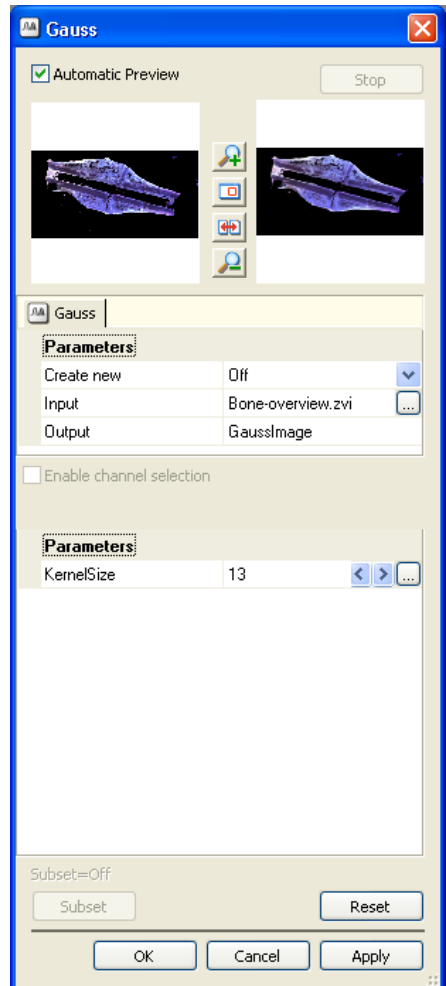 Gauss
Automatic Preview
Stop
Gauss
Parameters
Create new Off
Input Bone-overview.zvi ...
Output GaussImage
Enable channel selection
Parameters
KernelSize 13 < > ...
Subset=Off
Subset Reset
OK Cancel Apply